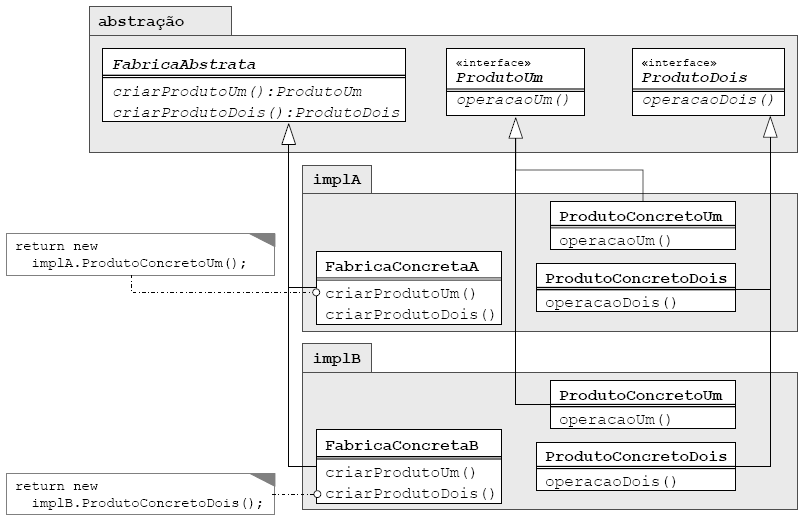 abstração
FabricaAbstrata
criarProdutoUm():ProdutoUm
criarProdutoDois():ProdutoDois
«interface»
ProdutoUm
operacaoUm()
«interface»
ProdutoDois
operacaoDois()
implA
ProdutoConcretoUm
operacaoUm()
return new
implA.ProdutoConcretoUm();
FabricaConcretaA
criarProdutoUm()
criarProdutoDois()
ProdutoConcretoDois
operacaoDois()
implB
ProdutoConcretoUm
operacaoUm()
FabricaConcretaB
criarProdutoUm()
criarProdutoDois()
ProdutoConcretoDois
operacaoDois()
return new
implB.ProdutoConcretoDois();